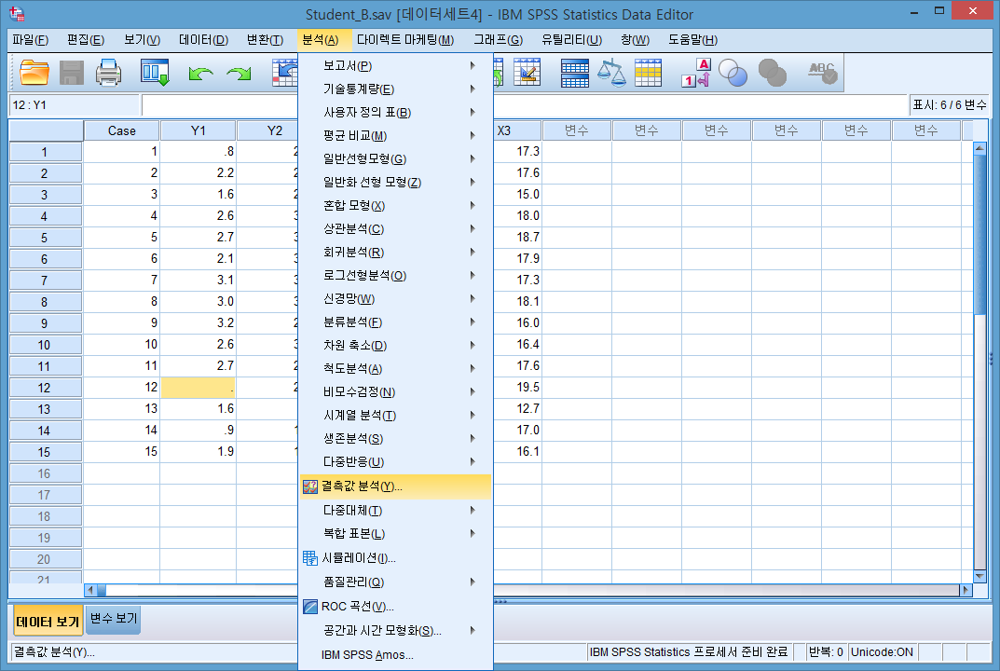 Student_B.sav [데이터세트4] - IBM SPSS Statistics Data Editor
파일(F) 편집(E) 보기(V) 데이터(D) 변환(T) 분석(A) 다이렉트 마케팅(M) 그래프(G) 유틸리티(U) 창(W) 도움말(H)
12 : Y1
표시: 6 / 6 변수
Case Y1 Y2 X3 변수 변수 변수 변수 변수 변수
1 1 .8 2 17.3
2 2 2.2 2 17.6
3 3 1.6 2 15.0
4 4 2.6 3 18.0
5 5 2.7 3 18.7
6 6 2.1 3 17.9
7 7 3.1 3 17.3
8 8 3.0 3 18.1
9 9 3.2 2 16.0
10 10 2.6 3 16.4
11 11 2.7 2 17.6
12 12 . 2 19.5
13 13 1.6 12.7
14 14 .9 1 17.0
15 15 1.9 1 16.1
16
17
18
19
20
21
보고서(P)
기술통계량(E)
사용자 정의 표(B)
평균 비교(M)
일반선형모형(G)
일반화 선형 모형(Z)
혼합 모형(X)
상관분석(C)
회귀분석(R)
로그선형분석(O)
신경망(W)
분류분석(F)
차원 축소(D)
척도분석(A)
비모수검정(N)
시계열 분석(T)
생존분석(S)
다중반응(U)
결측값 분석(Y)...
다중대체(T)
복합 표본(L)
시뮬레이션(I)...
품질관리(Q)
ROC 곡선(V)...
공간과 시간 모형화(S)...
IBM SPSS Amos...
데이터 보기 변수 보기
결측값 분석(Y)... IBM SPSS Statistics 프로세서 준비 완료 반복: 0 Unicode:ON